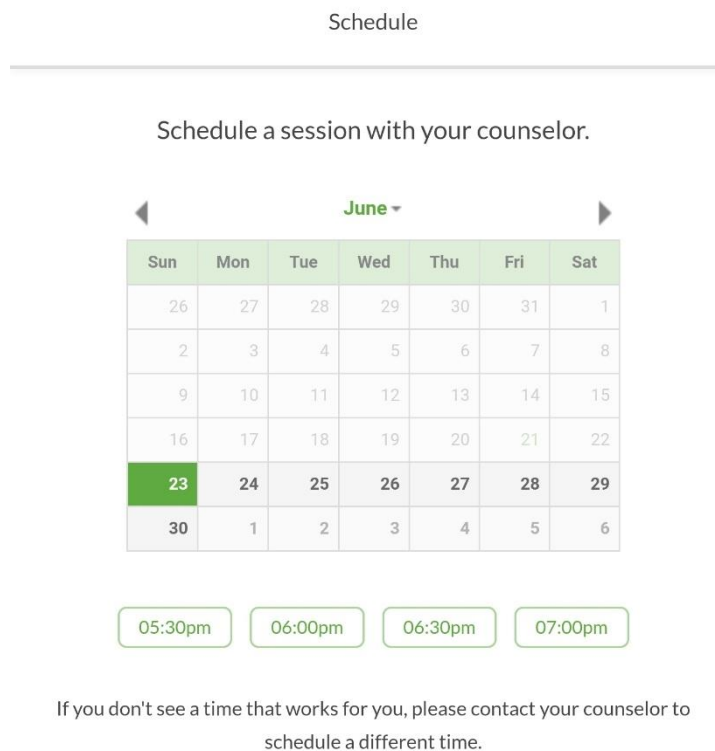 Schedule
Schedule a session with your counselor.
June
Sun Mon Tue Wed Thu Fri Sat
26 27 28 29 30 31 1
2 3 4 5 6 7 8
9 10 11 12 13 14 15
16 17 18 19 20 21 22
23 24 25 26 27 28 29
30 1 2 3 4 5 6
05:30pm 06:00pm 06:30pm 07:00pm
If you don't see a time that works for you, please contact your counselor to
schedule a different time.